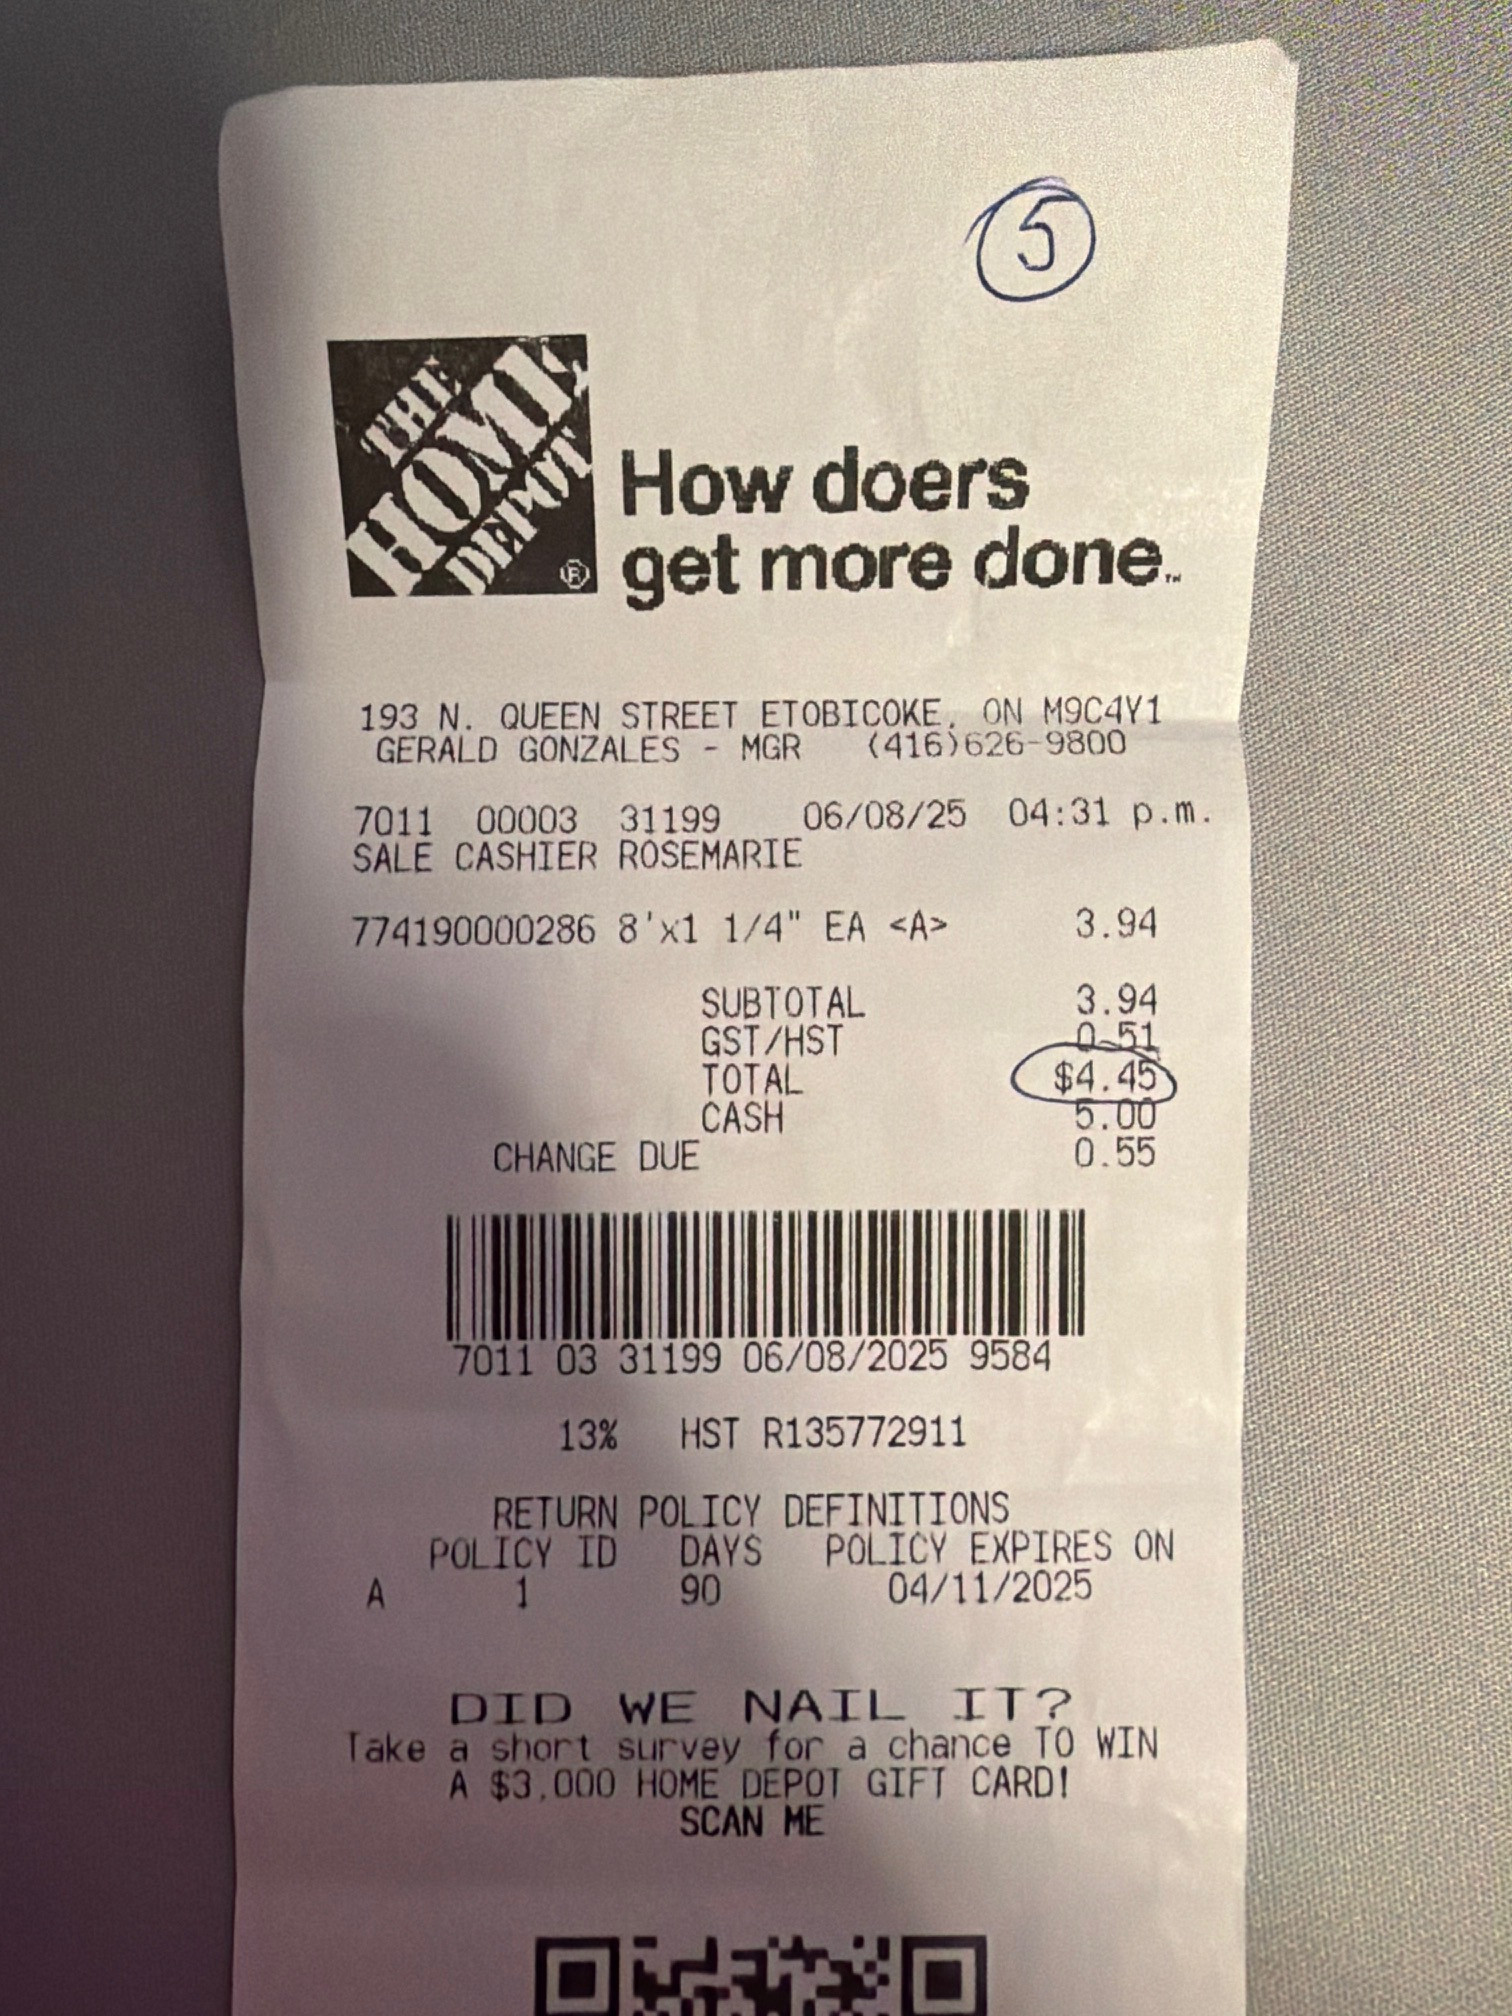 5
THE
HOME
DEPOT
®
How doers
get more done.™
193 N. QUEEN STREET ETOBICOKE, ON M9C4Y1
GERALD GONZALES - MGR (416)626-9800
7011 00003 31199 06/08/25 04:31 p.m.
SALE CASHIER ROSEMARIE
774190000286 8'x1 1/4" EA <A> 3.94
SUBTOTAL 3.94
GST/HST 0.51
TOTAL $4.45
CASH 5.00
CHANGE DUE 0.55
7011 03 31199 06/08/2025 9584
13% HST R135772911
RETURN POLICY DEFINITIONS
POLICY ID DAYS POLICY EXPIRES ON
A 1 90 04/11/2025
DID WE NAIL IT?
Take a short survey for a chance TO WIN
A $3,000 HOME DEPOT GIFT CARD!
SCAN ME